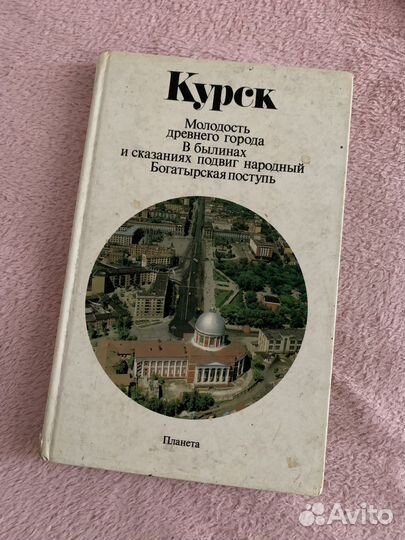 Курск
Молодость
древнего города
В былинах
и сказаниях подвиг народный
Богатырская поступь
Планета
Avito